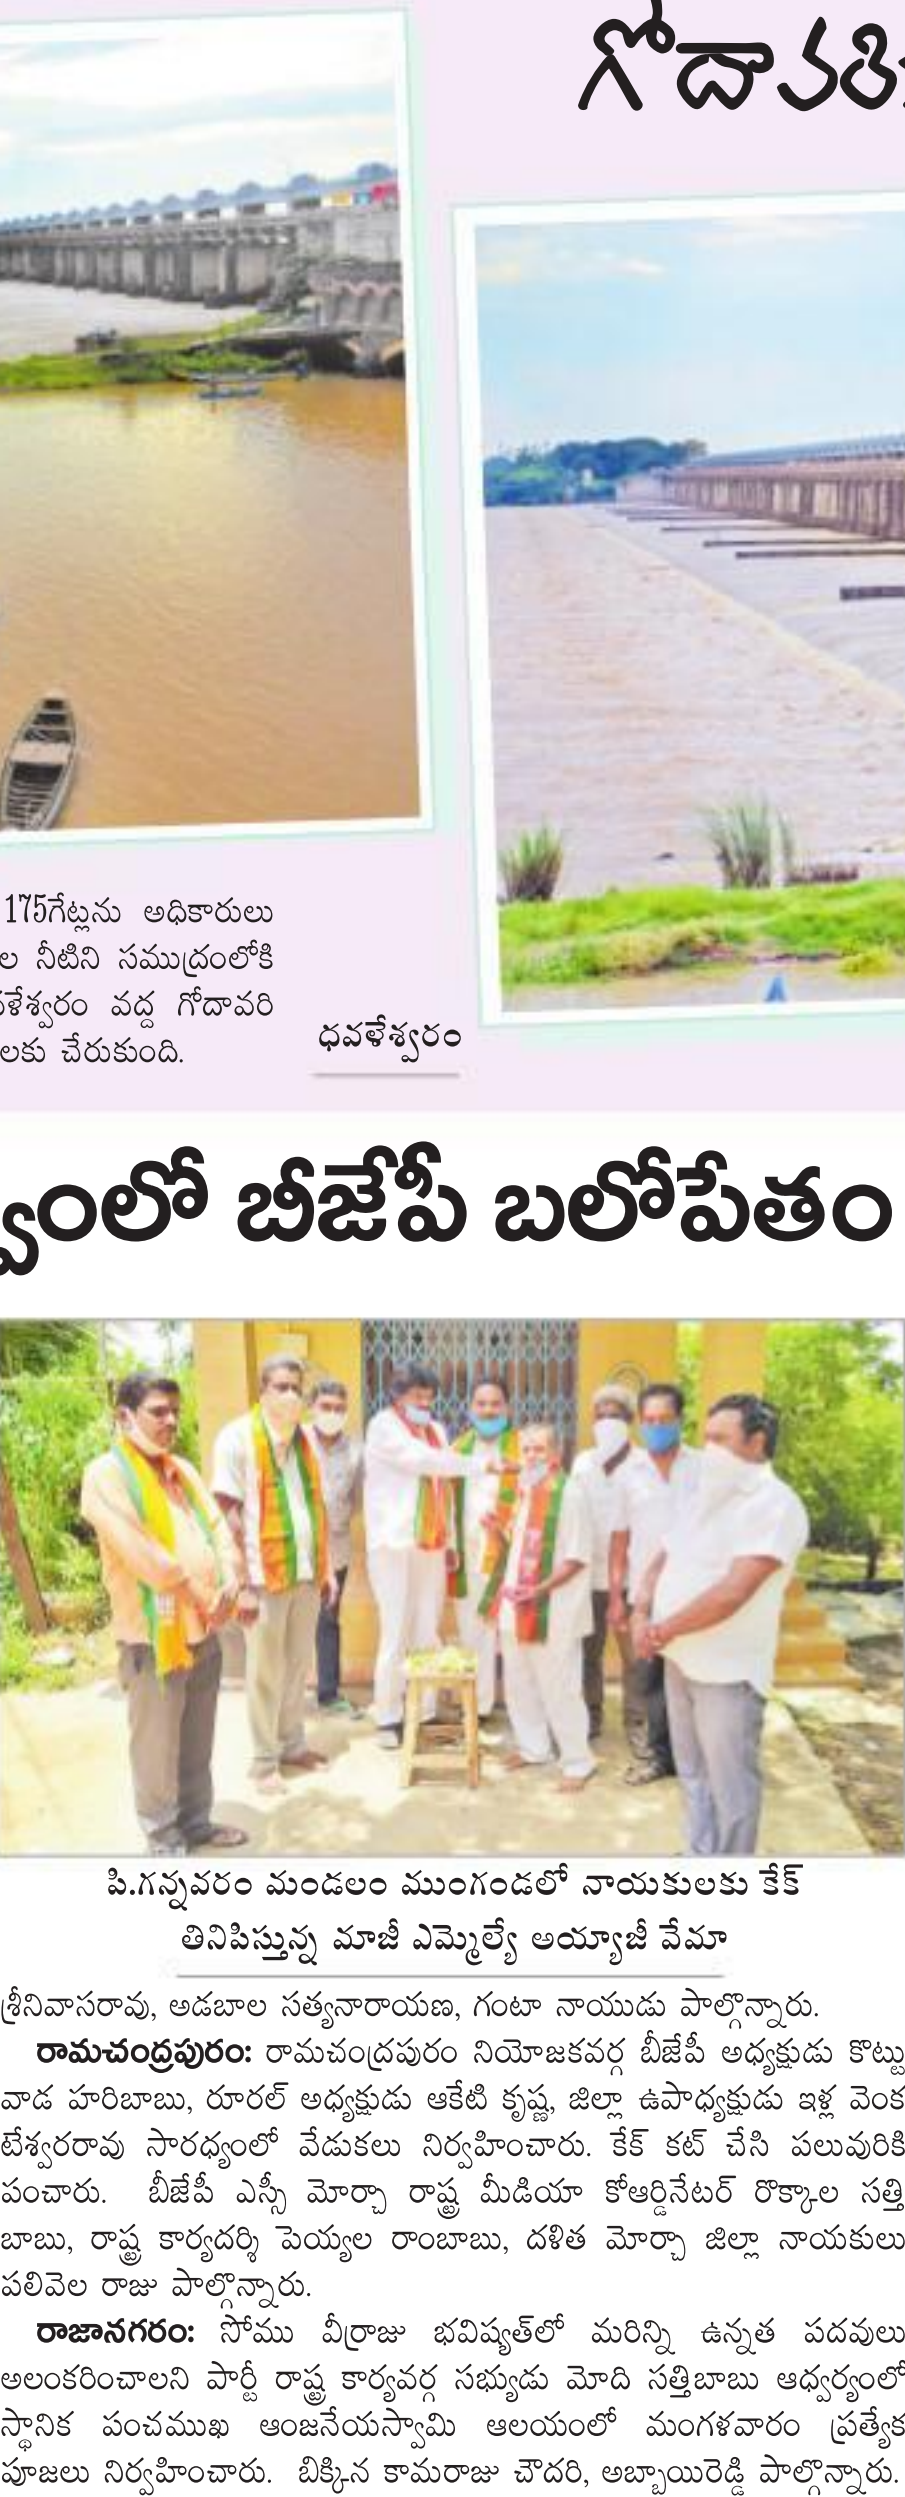 గోదావరి
175గేట్లను అధికారులు
ల నీటిని సముద్రంలోకి
వళేశ్వరం వద్ద గోదావరి
లకు చేరుకుంది.
ధవళేశ్వరం
్వంలో బీజేపీ బలోపేతం
పి.గన్నవరం మండలం ముంగండలో నాయకులకు కేక్
తినిపిస్తున్న మాజీ ఎమ్మెల్యే అయ్యాజీ వేమా
శ్రీనివాసరావు, అడబాల సత్యనారాయణ, గంటా నాయుడు పాల్గొన్నారు.
రామచంద్రపురం: రామచంద్రపురం నియోజకవర్గ బీజేపీ అధ్యక్షుడు కొట్టు
వాడ హరిబాబు, రూరల్ అధ్యక్షుడు ఆకేటి కృష్ణ, జిల్లా ఉపాధ్యక్షుడు ఇళ్ల వెంక
టేశ్వరరావు సారధ్యంలో వేడుకలు నిర్వహించారు. కేక్ కట్ చేసి పలువురికి
పంచారు. బీజేపీ ఎస్సీ మోర్చా రాష్ట్ర మీడియా కోఆర్డినేటర్ రొక్కాల సత్తి
బాబు, రాష్ట్ర కార్యదర్శి పెయ్యల రాంబాబు, దళిత మోర్చా జిల్లా నాయకులు
పలివెల రాజు పాల్గొన్నారు.
రాజానగరం: సోము వీర్రాజు భవిష్యత్‌లో మరిన్ని ఉన్నత పదవులు
అలంకరించాలని పార్టీ రాష్ట్ర కార్యవర్గ సభ్యుడు మోది సత్తిబాబు ఆధ్వర్యంలో
స్థానిక పంచముఖ ఆంజనేయస్వామి ఆలయంలో మంగళవారం ప్రత్యేక
పూజలు నిర్వహించారు. బిక్కిన కామరాజు చౌదరి, అబ్బాయిరెడ్డి పాల్గొన్నారు.